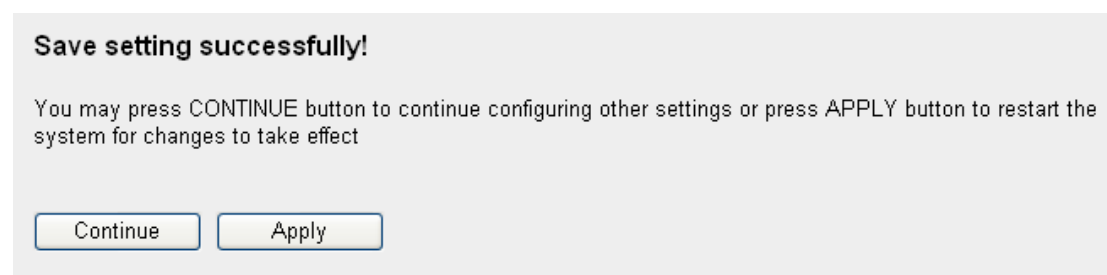 Save setting successfully!
You may press CONTINUE button to continue configuring other settings or press APPLY button to restart the
system for changes to take effect
Continue
Apply